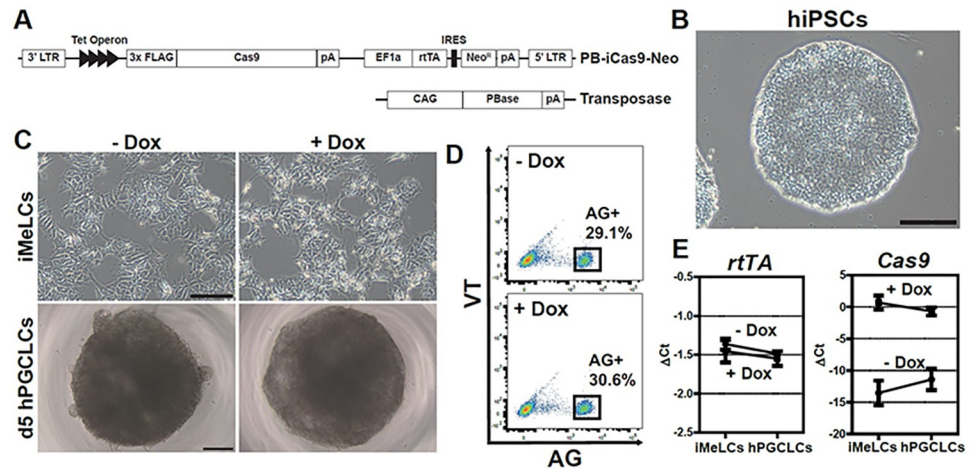 A
Tet Operon
IRES
3' LTR 3x FLAG Cas9 pA EF1a rtTA Neoᴿ pA 5' LTR PB-iCas9-Neo
CAG PBase pA Transposase
B
hiPSCs
C
- Dox + Dox
iMeLCs
d5 hPGCLCs
D
- Dox
AG+
29.1%
+ Dox
AG+
30.6%
VT
AG
E
rtTA
-0.5
-1.0
-1.5
-2.0
-2.5
ΔCt
- Dox
+ Dox
iMeLCs hPGCLCs
Cas9
5
0
-5
-10
-15
-20
ΔCt
+ Dox
- Dox
iMeLCs hPGCLCs